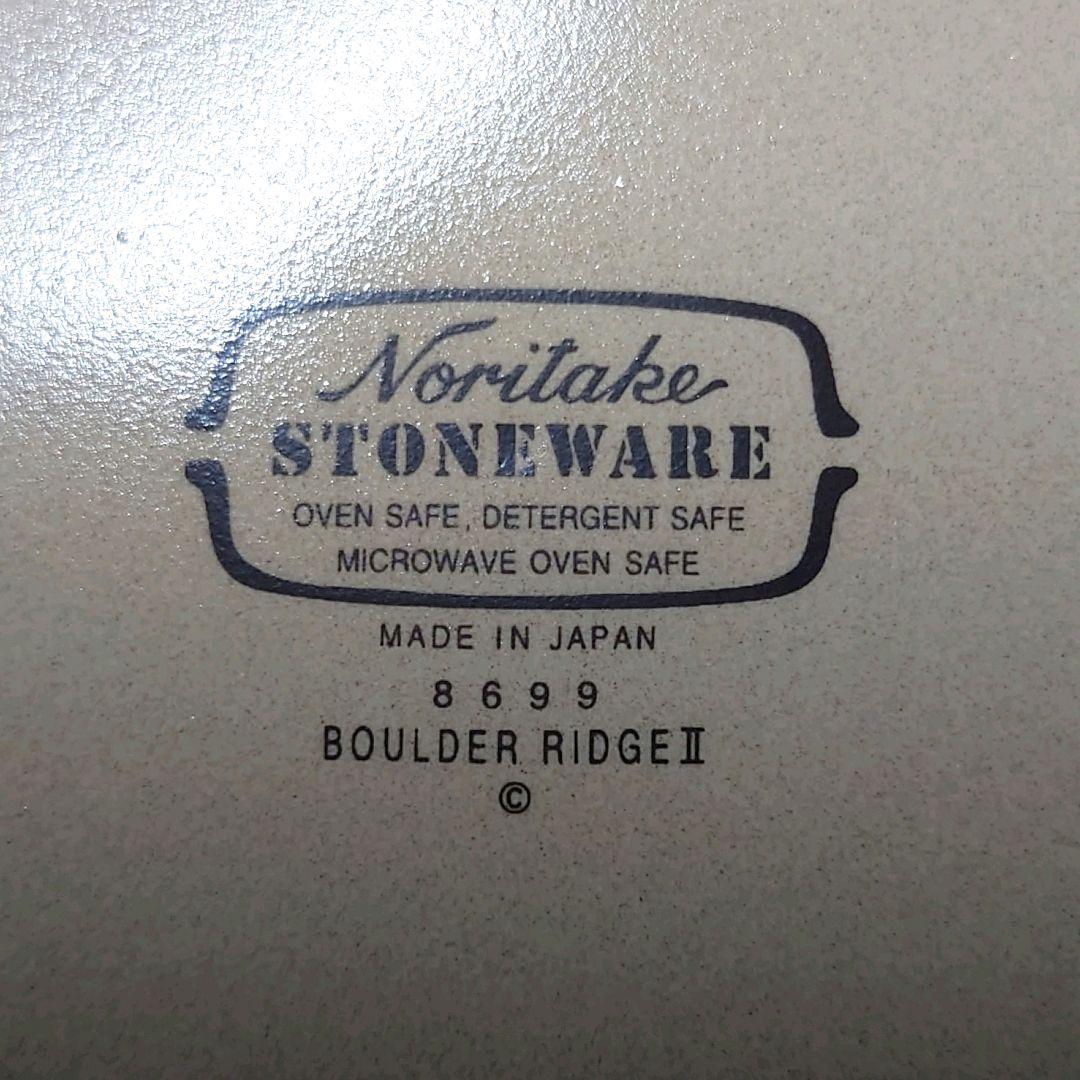 Noritake
STONEWARE
OVEN SAFE, DETERGENT SAFE
MICROWAVE OVEN SAFE
MADE IN JAPAN
8699
BOULDER RIDGE II
©